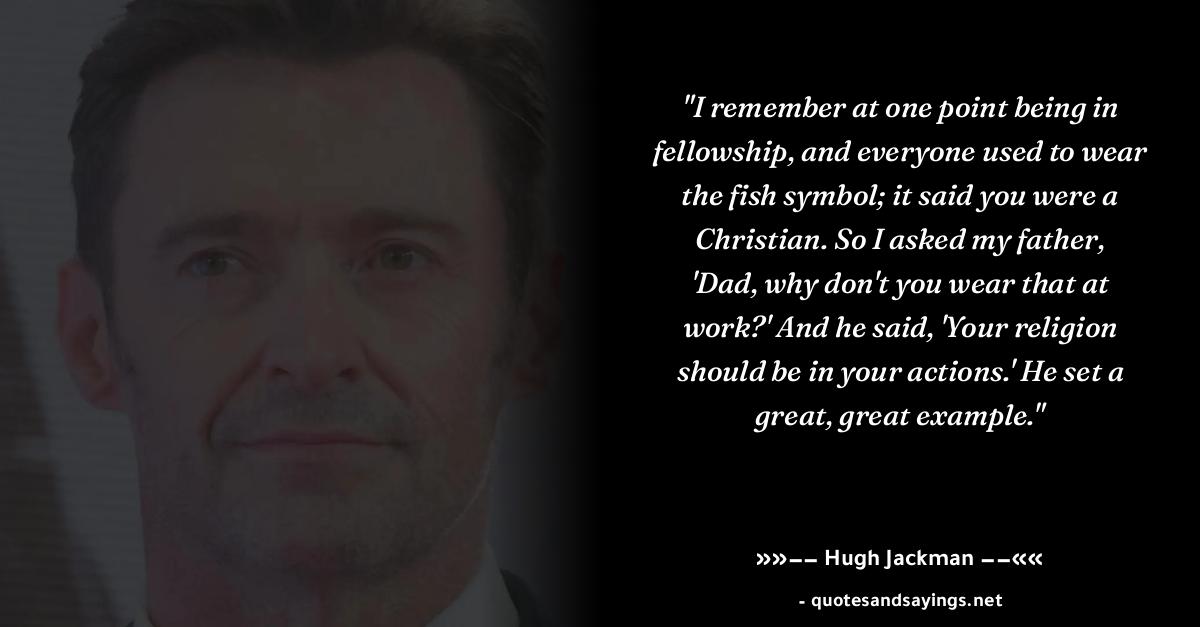 "I remember at one point being in
fellowship, and everyone used to wear
the fish symbol; it said you were a
Christian. So I asked my father,
'Dad, why don't you wear that at
work?' And he said, 'Your religion
should be in your actions.' He set a
great, great example."
»»–– Hugh Jackman ––««
- quotesandsayings.net